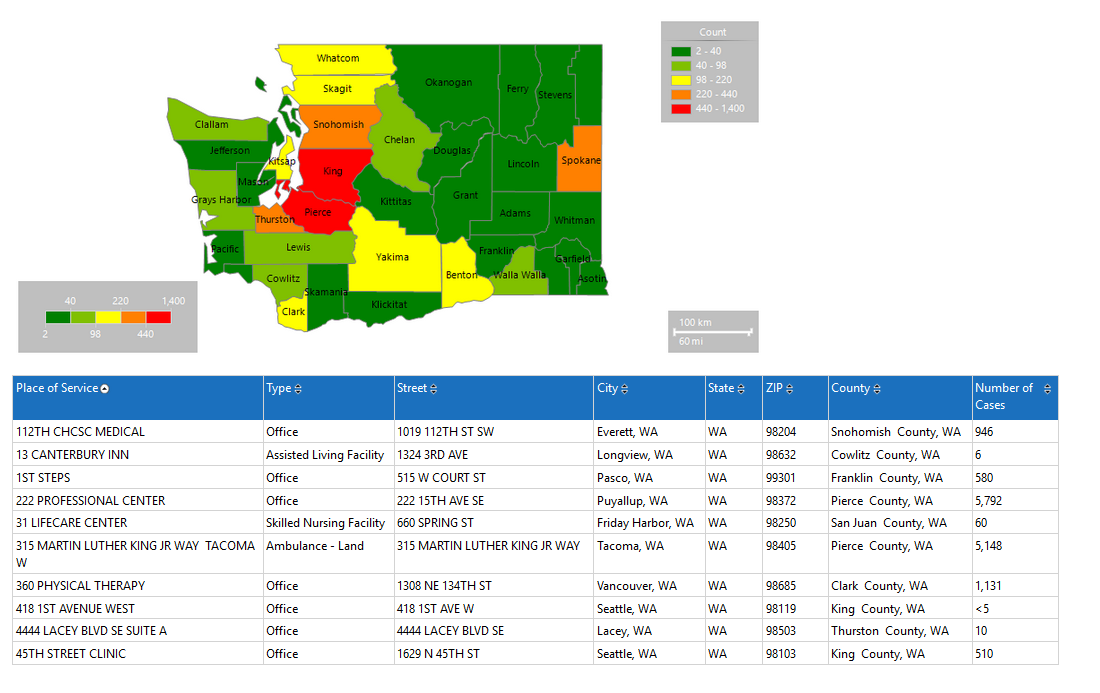 Count
2 - 40
40 - 98
98 - 220
220 - 440
440 - 1,400
Whatcom
Skagit
Okanogan
Ferry
Stevens
Clallam
Snohomish
Chelan
Jefferson
Douglas
Kitsap
Lincoln
Spokane
King
Mason
Grays Harbor
Kittitas
Grant
Pierce
Thurston
Adams
Whitman
Pacific
Lewis
Yakima
Franklin
Garfield
Cowlitz
Benton
Walla Walla
Asotin
Skamania
Clark
Klickitat
40 220 1,400
2 98 440
100 km
60 mi
Place of Service Type Street City State ZIP County Number of
Cases
112TH CHCSC MEDICAL Office 1019 112TH ST SW Everett, WA WA 98204 Snohomish County, WA 946
13 CANTERBURY INN Assisted Living Facility 1324 3RD AVE Longview, WA WA 98632 Cowlitz County, WA 6
1ST STEPS Office 515 W COURT ST Pasco, WA WA 99301 Franklin County, WA 580
222 PROFESSIONAL CENTER Office 222 15TH AVE SE Puyallup, WA WA 98372 Pierce County, WA 5,792
31 LIFECARE CENTER Skilled Nursing Facility 660 SPRING ST Friday Harbor, WA WA 98250 San Juan County, WA 60
315 MARTIN LUTHER KING JR WAY TACOMA Ambulance - Land 315 MARTIN LUTHER KING JR WAY Tacoma, WA WA 98405 Pierce County, WA 5,148
W
360 PHYSICAL THERAPY Office 1308 NE 134TH ST Vancouver, WA WA 98685 Clark County, WA 1,131
418 1ST AVENUE WEST Office 418 1ST AVE W Seattle, WA WA 98119 King County, WA <5
4444 LACEY BLVD SE SUITE A Office 4444 LACEY BLVD SE Lacey, WA WA 98503 Thurston County, WA 10
45TH STREET CLINIC Office 1629 N 45TH ST Seattle, WA WA 98103 King County, WA 510